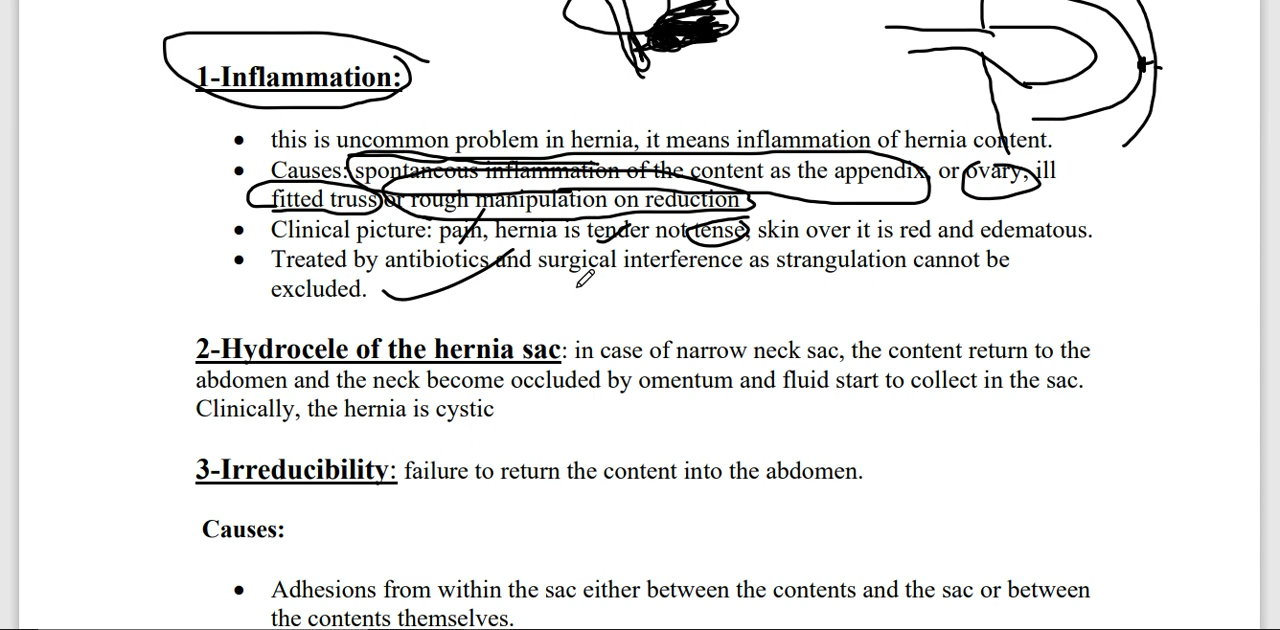 1-Inflammation:
• this is uncommon problem in hernia, it means inflammation of hernia content.
• Causes: spontaneous inflammation of the content as the appendix, or ovary, ill
fitted truss or rough manipulation on reduction
• Clinical picture: pain, hernia is tender not tense, skin over it is red and edematous.
• Treated by antibiotics and surgical interference as strangulation cannot be
excluded.
2-Hydrocele of the hernia sac: in case of narrow neck sac, the content return to the
abdomen and the neck become occluded by omentum and fluid start to collect in the sac.
Clinically, the hernia is cystic
3-Irreducibility: failure to return the content into the abdomen.
Causes:
• Adhesions from within the sac either between the contents and the sac or between
the contents themselves.